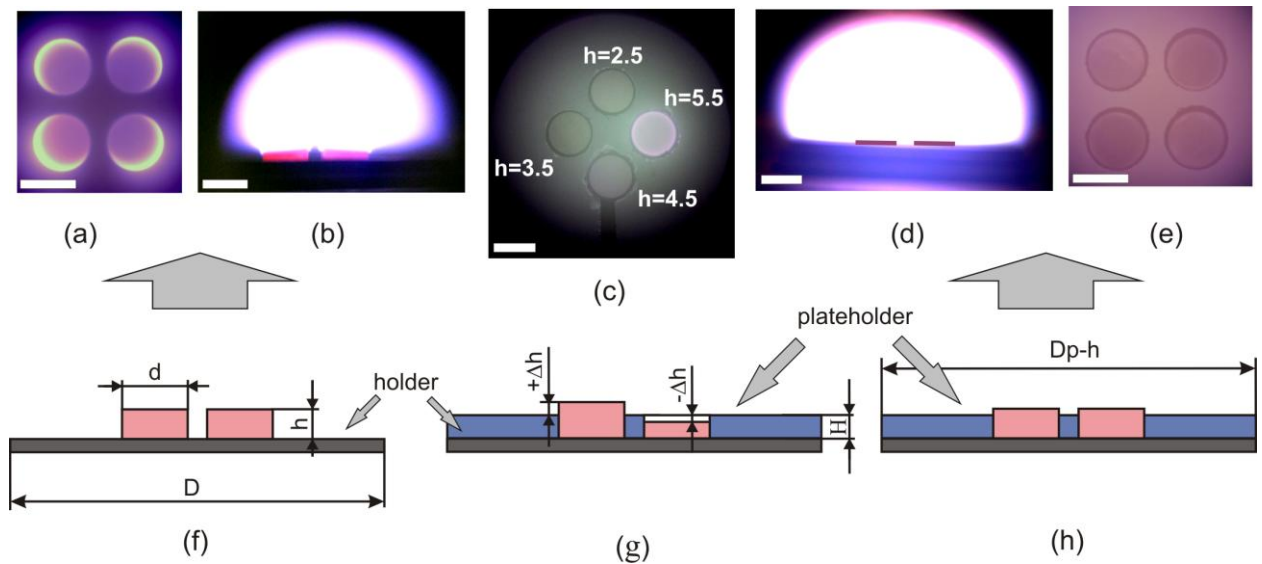 h=2.5
h=5.5
h=3.5
h=4.5
(a)
(b)
(c)
(d)
(e)
plateholder
d
holder
h
D
+Δh
-Δh
H
Dp-h
(f)
(g)
(h)